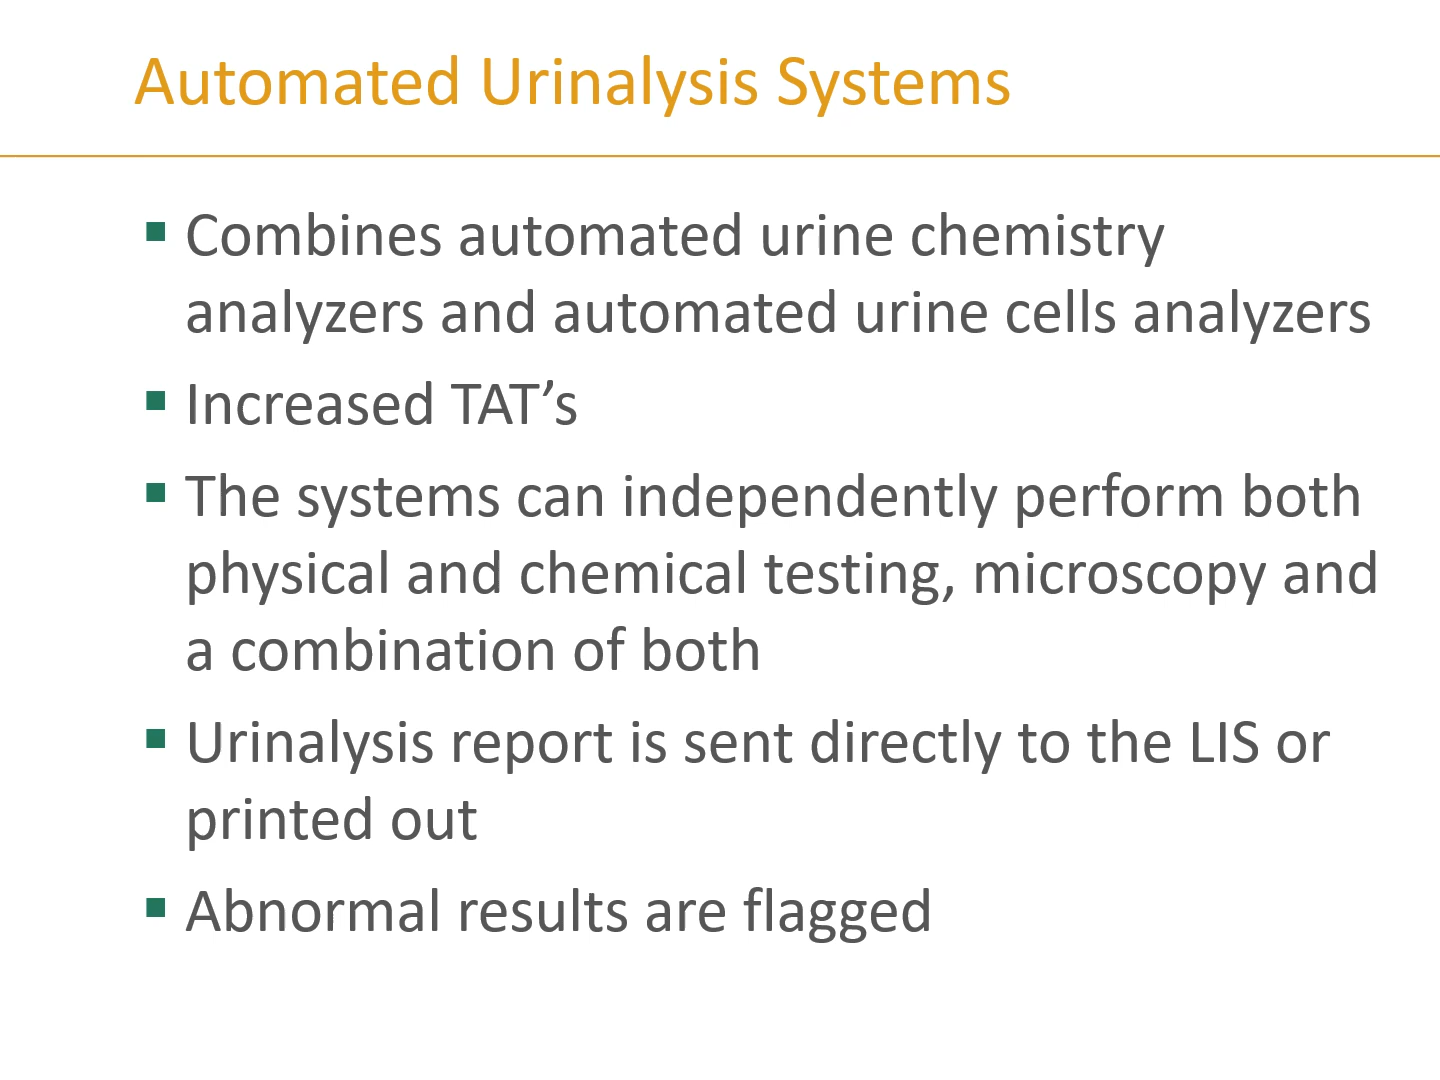 Automated Urinalysis Systems
▪ Combines automated urine chemistry
analyzers and automated urine cells analyzers
▪ Increased TAT’s
▪ The systems can independently perform both
physical and chemical testing, microscopy and
a combination of both
▪ Urinalysis report is sent directly to the LIS or
printed out
▪ Abnormal results are flagged